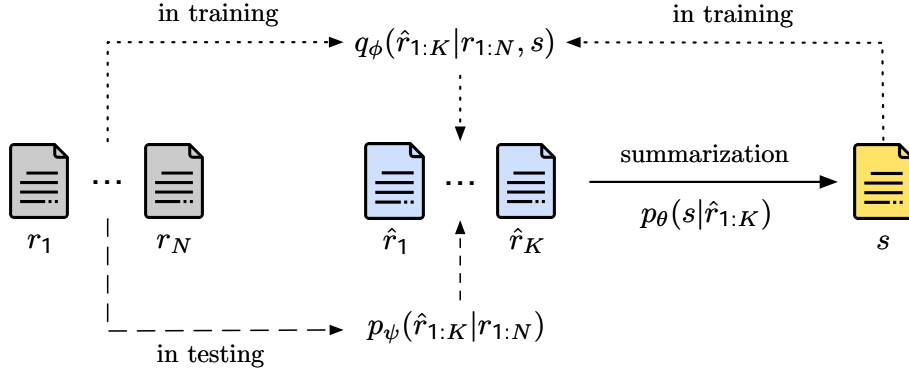 in training
in training
q_ϕ(r̂_{1:K}|r_{1:N}, s)
...
...
summarization
p_θ(s|r̂_{1:K})
r_1
r_N
r̂_1
r̂_K
s
p_ψ(r̂_{1:K}|r_{1:N})
in testing